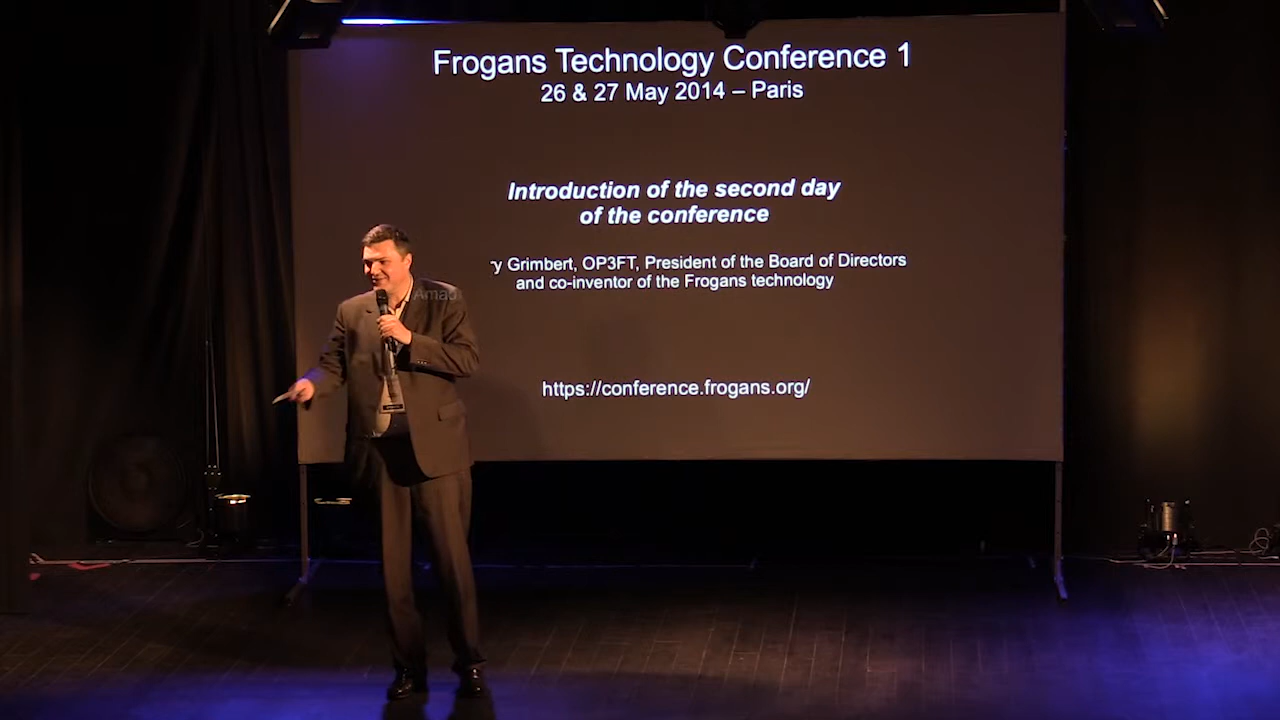 Frogans Technology Conference 1
26 & 27 May 2014 – Paris
Introduction of the second day
of the conference
y Grimbert, OP3FT, President of the Board of Directors
and co-inventor of the Frogans technology
https://conference.frogans.org/